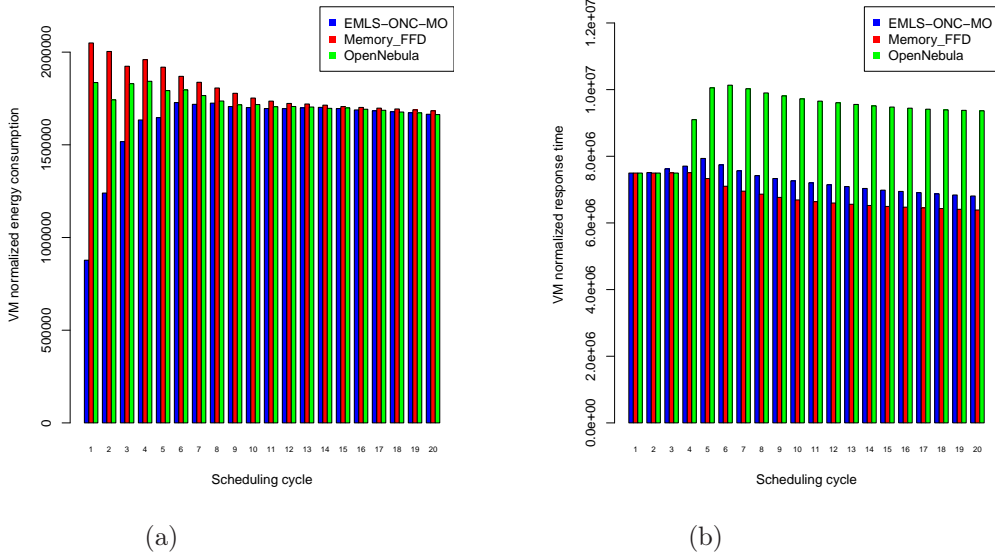 EMLS−ONC−MO
Memory_FFD
OpenNebula
VM normalized energy consumption
2000000
1500000
1000000
500000
0
1 2 3 4 5 6 7 8 9 10 11 12 13 14 15 16 17 18 19 20
Scheduling cycle
(a)
EMLS−ONC−MO
Memory_FFD
OpenNebula
VM normalized response time
1.2e+07
1.0e+07
8.0e+06
6.0e+06
4.0e+06
2.0e+06
0.0e+00
1 2 3 4 5 6 7 8 9 10 11 12 13 14 15 16 17 18 19 20
Scheduling cycle
(b)